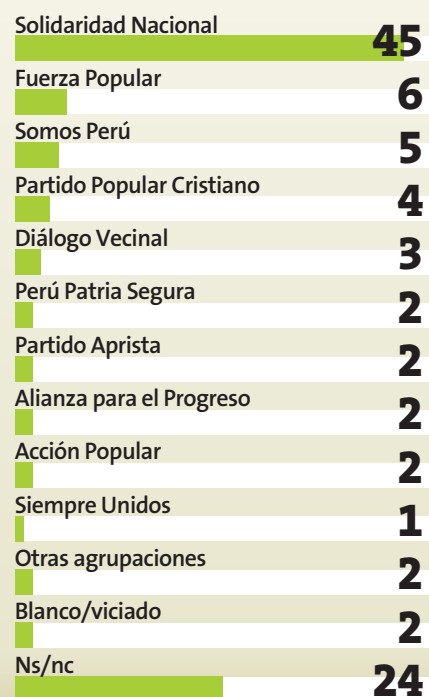 Solidaridad Nacional
45
Fuerza Popular
6
Somos Perú
5
Partido Popular Cristiano
4
Diálogo Vecinal
3
Perú Patria Segura
2
Partido Aprista
2
Alianza para el Progreso
2
Acción Popular
2
Siempre Unidos
1
Otras agrupaciones
2
Blanco/viciado
2
Ns/nc
24